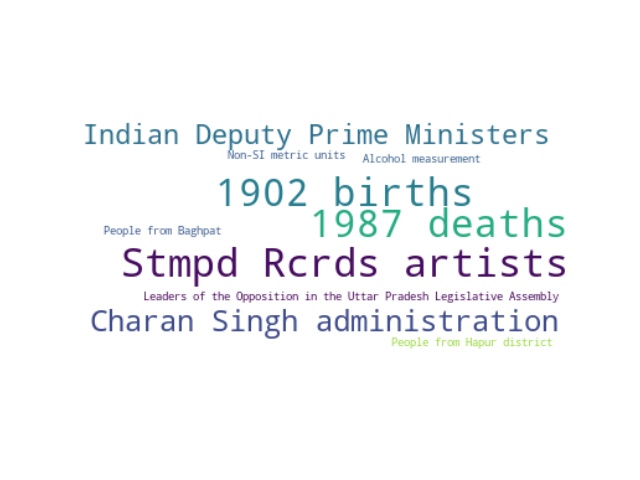 Indian Deputy Prime Ministers
Non-SI metric units
Alcohol measurement
1902 births
1987 deaths
People from Baghpat
Stmpd Rcrds artists
Leaders of the Opposition in the Uttar Pradesh Legislative Assembly
Charan Singh administration
People from Hapur district